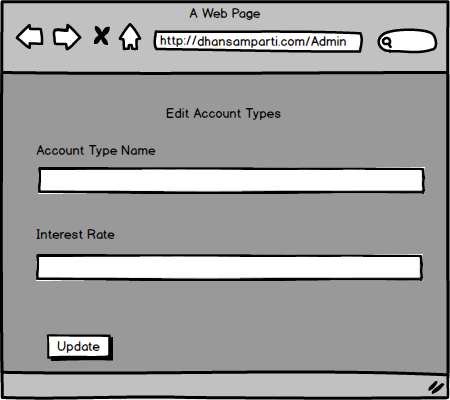 A Web Page
http://dhansamparti.com/Admin
Edit Account Types
Account Type Name
Interest Rate
Update